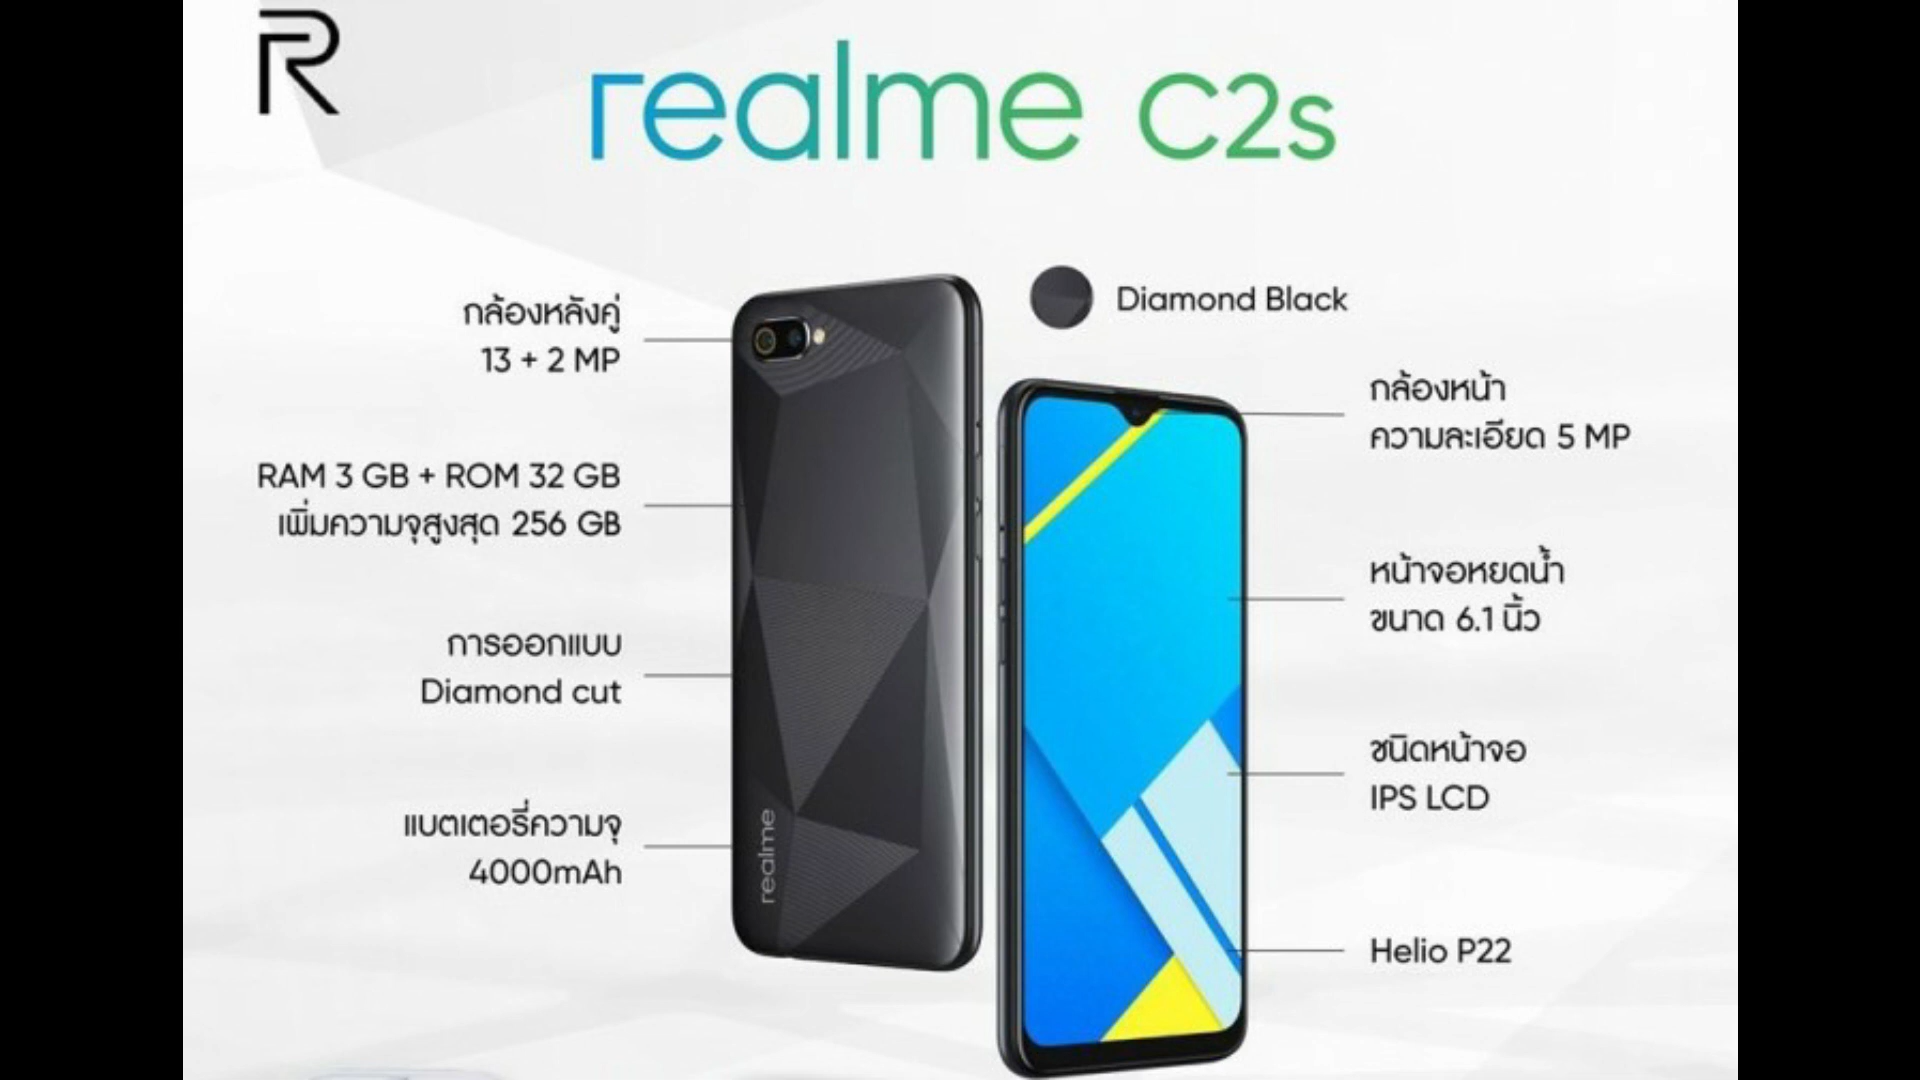 R
realme C2s
กล้องหลังคู่
13 + 2 MP
RAM 3 GB + ROM 32 GB
เพิ่มความจุสูงสุด 256 GB
การออกแบบ
Diamond cut
แบตเตอรี่ความจุ
4000mAh
realme
Diamond Black
กล้องหน้า
ความละเอียด 5 MP
หน้าจอหยดน้ำ
ขนาด 6.1 นิ้ว
ชนิดหน้าจอ
IPS LCD
Helio P22